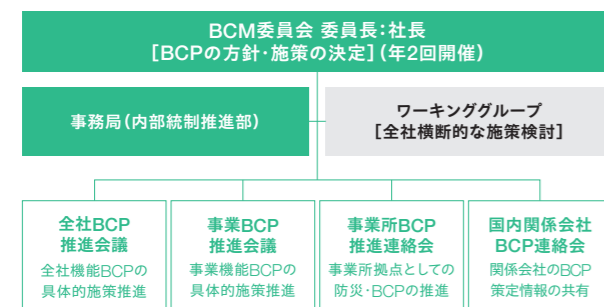 BCM委員会 委員長：社長
［BCPの方針・施策の決定］（年2回開催）
事務局（内部統制推進部）
ワーキンググループ
［全社横断的な施策検討］
全社BCP
推進会議
全社機能BCPの
具体的施策推進
事業BCP
推進会議
事業機能BCPの
具体的施策推進
事業所BCP
推進連絡会
事業所拠点としての
防災・BCPの推進
国内関係会社
BCP連絡会
関係会社のBCP
策定情報の共有